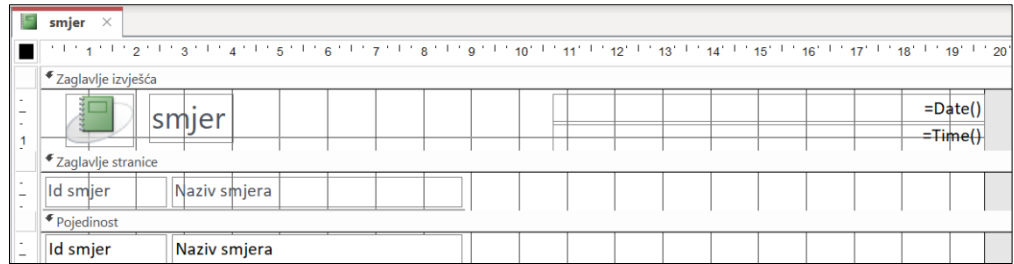 smjer
1 2 3 4 5 6 7 8 9 10 11 12 13 14 15 16 17 18 19 20
Zaglavlje izvješća
smjer =Date()
1 =Time()
Zaglavlje stranice
Id smjer Naziv smjera
Pojedinost
Id smjer Naziv smjera